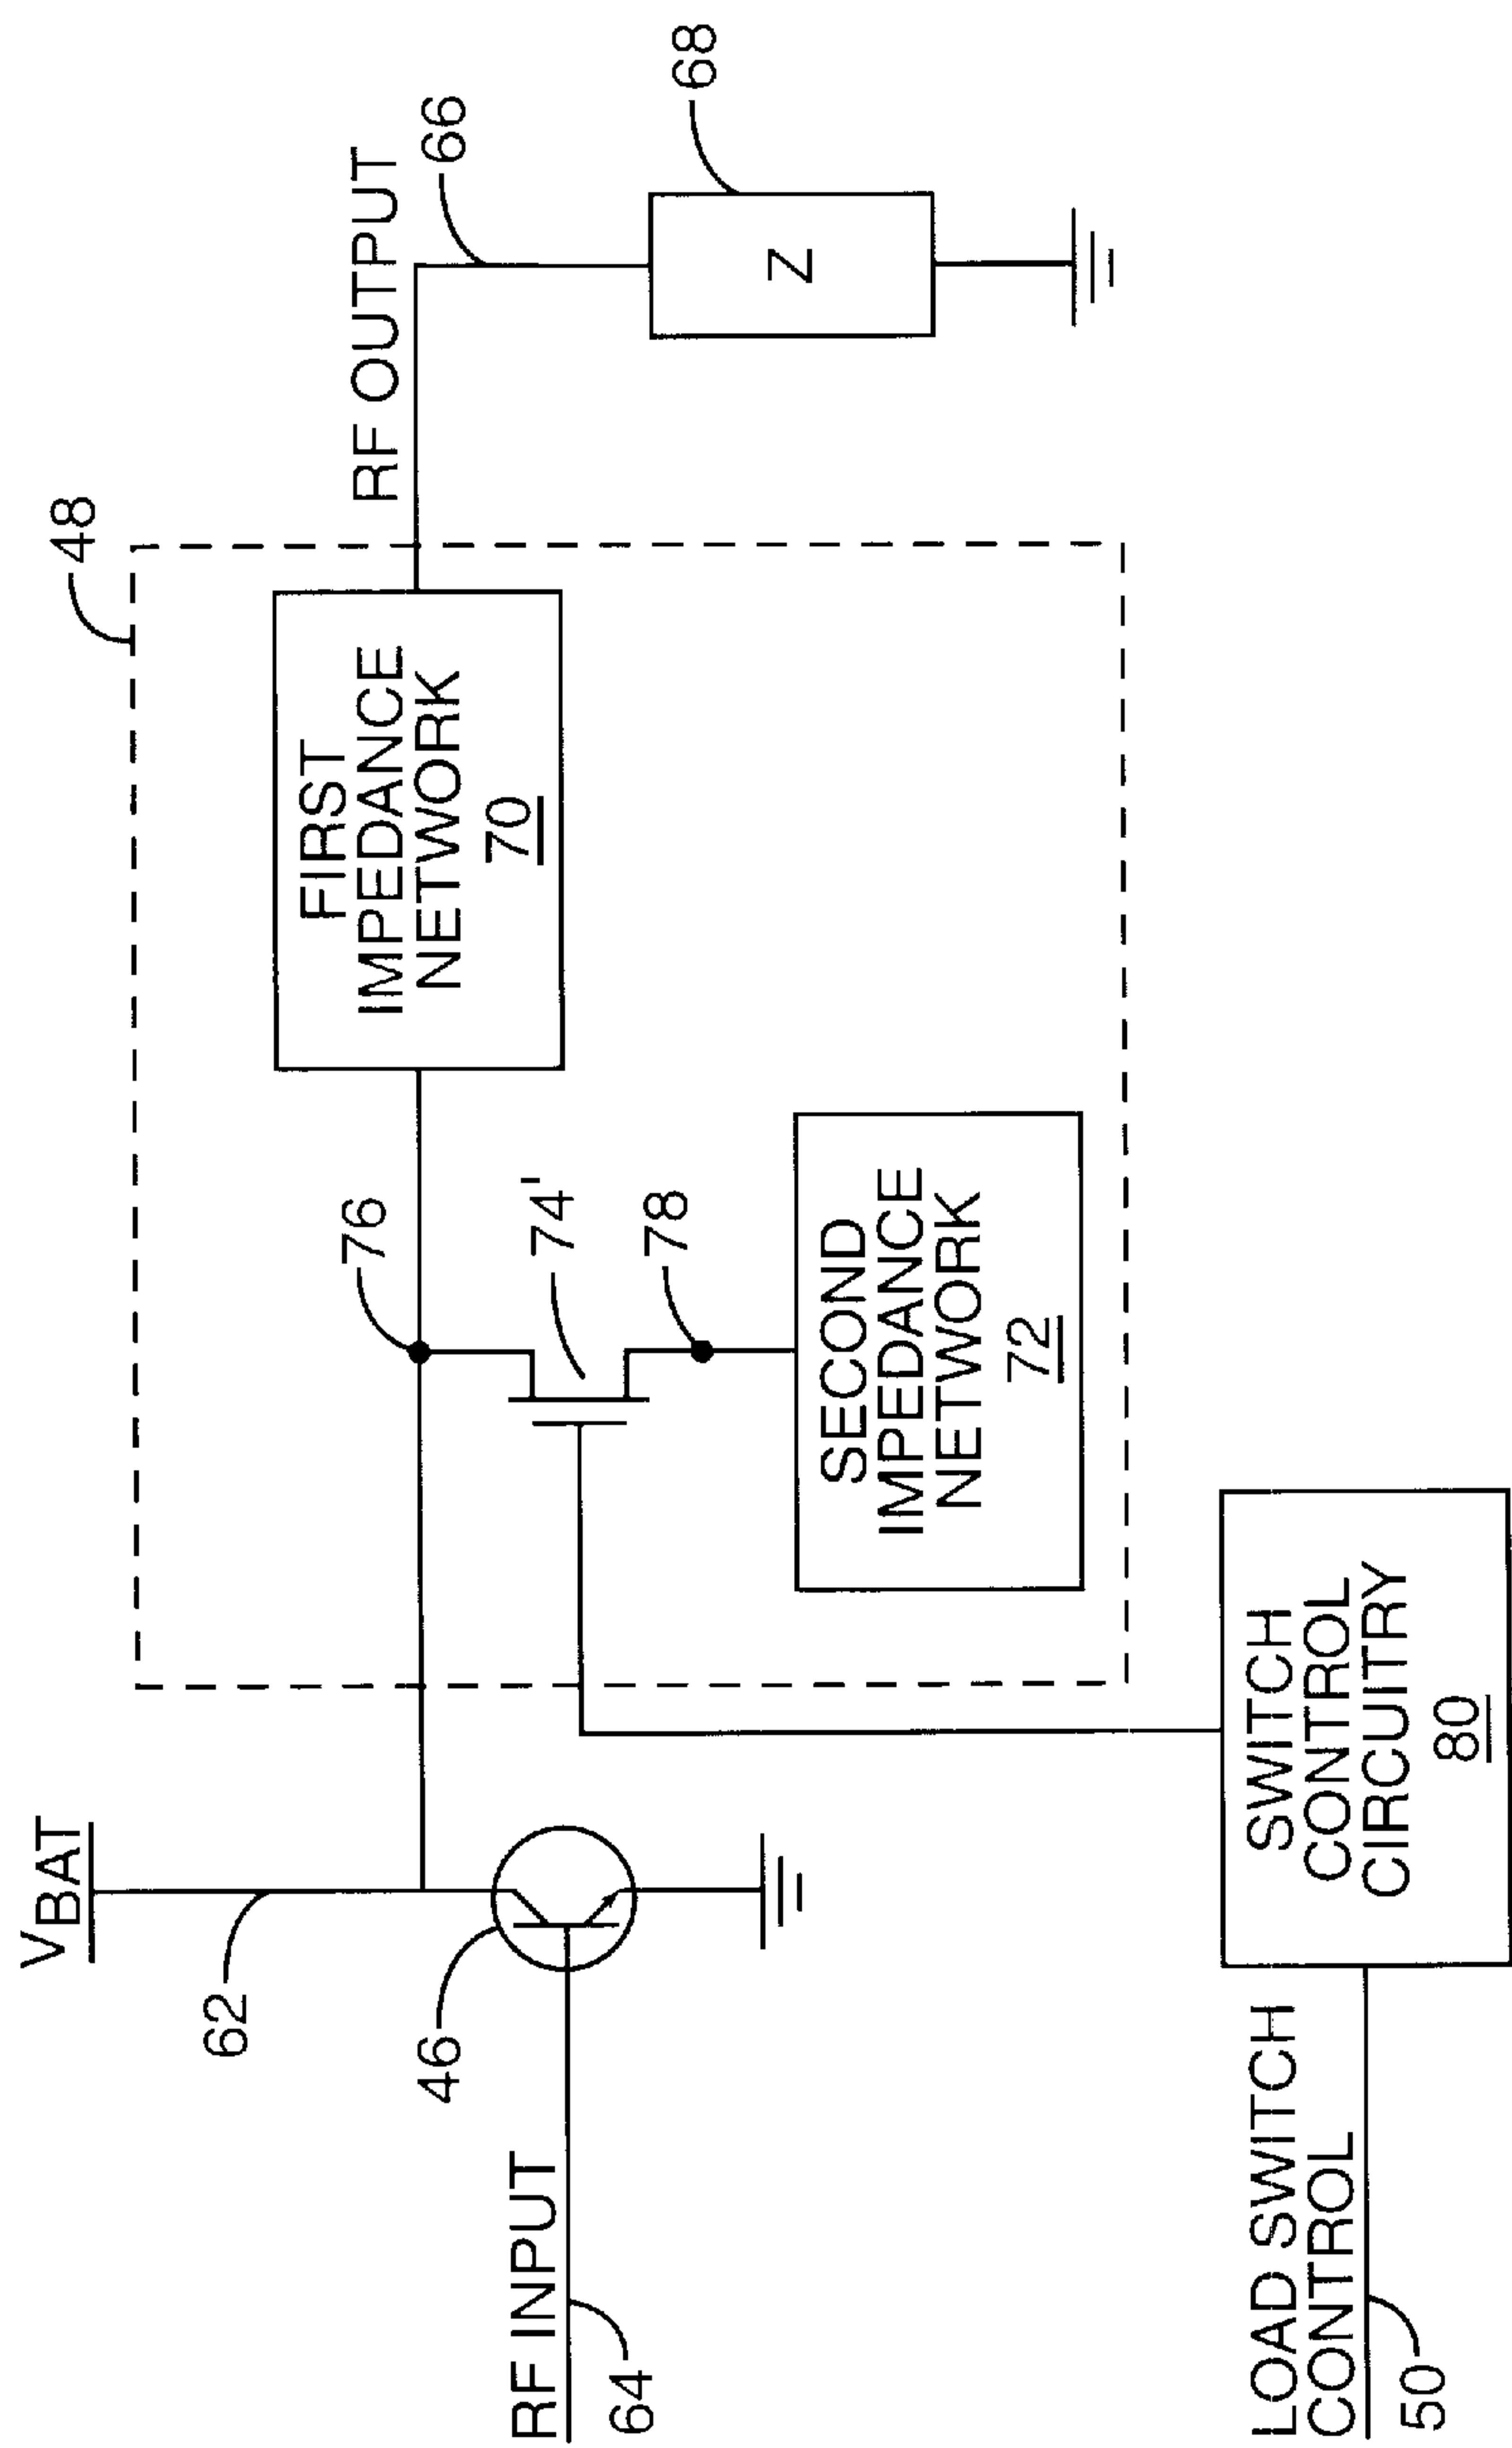 VBAT
62
46
RF INPUT
64
48
76
74'
78
FIRST
IMPEDANCE
NETWORK
70
RF OUTPUT
66
68
Z
SECOND
IMPEDANCE
NETWORK
72
LOAD SWITCH
CONTROL
50
SWITCH
CONTROL
CIRCUITRY
80